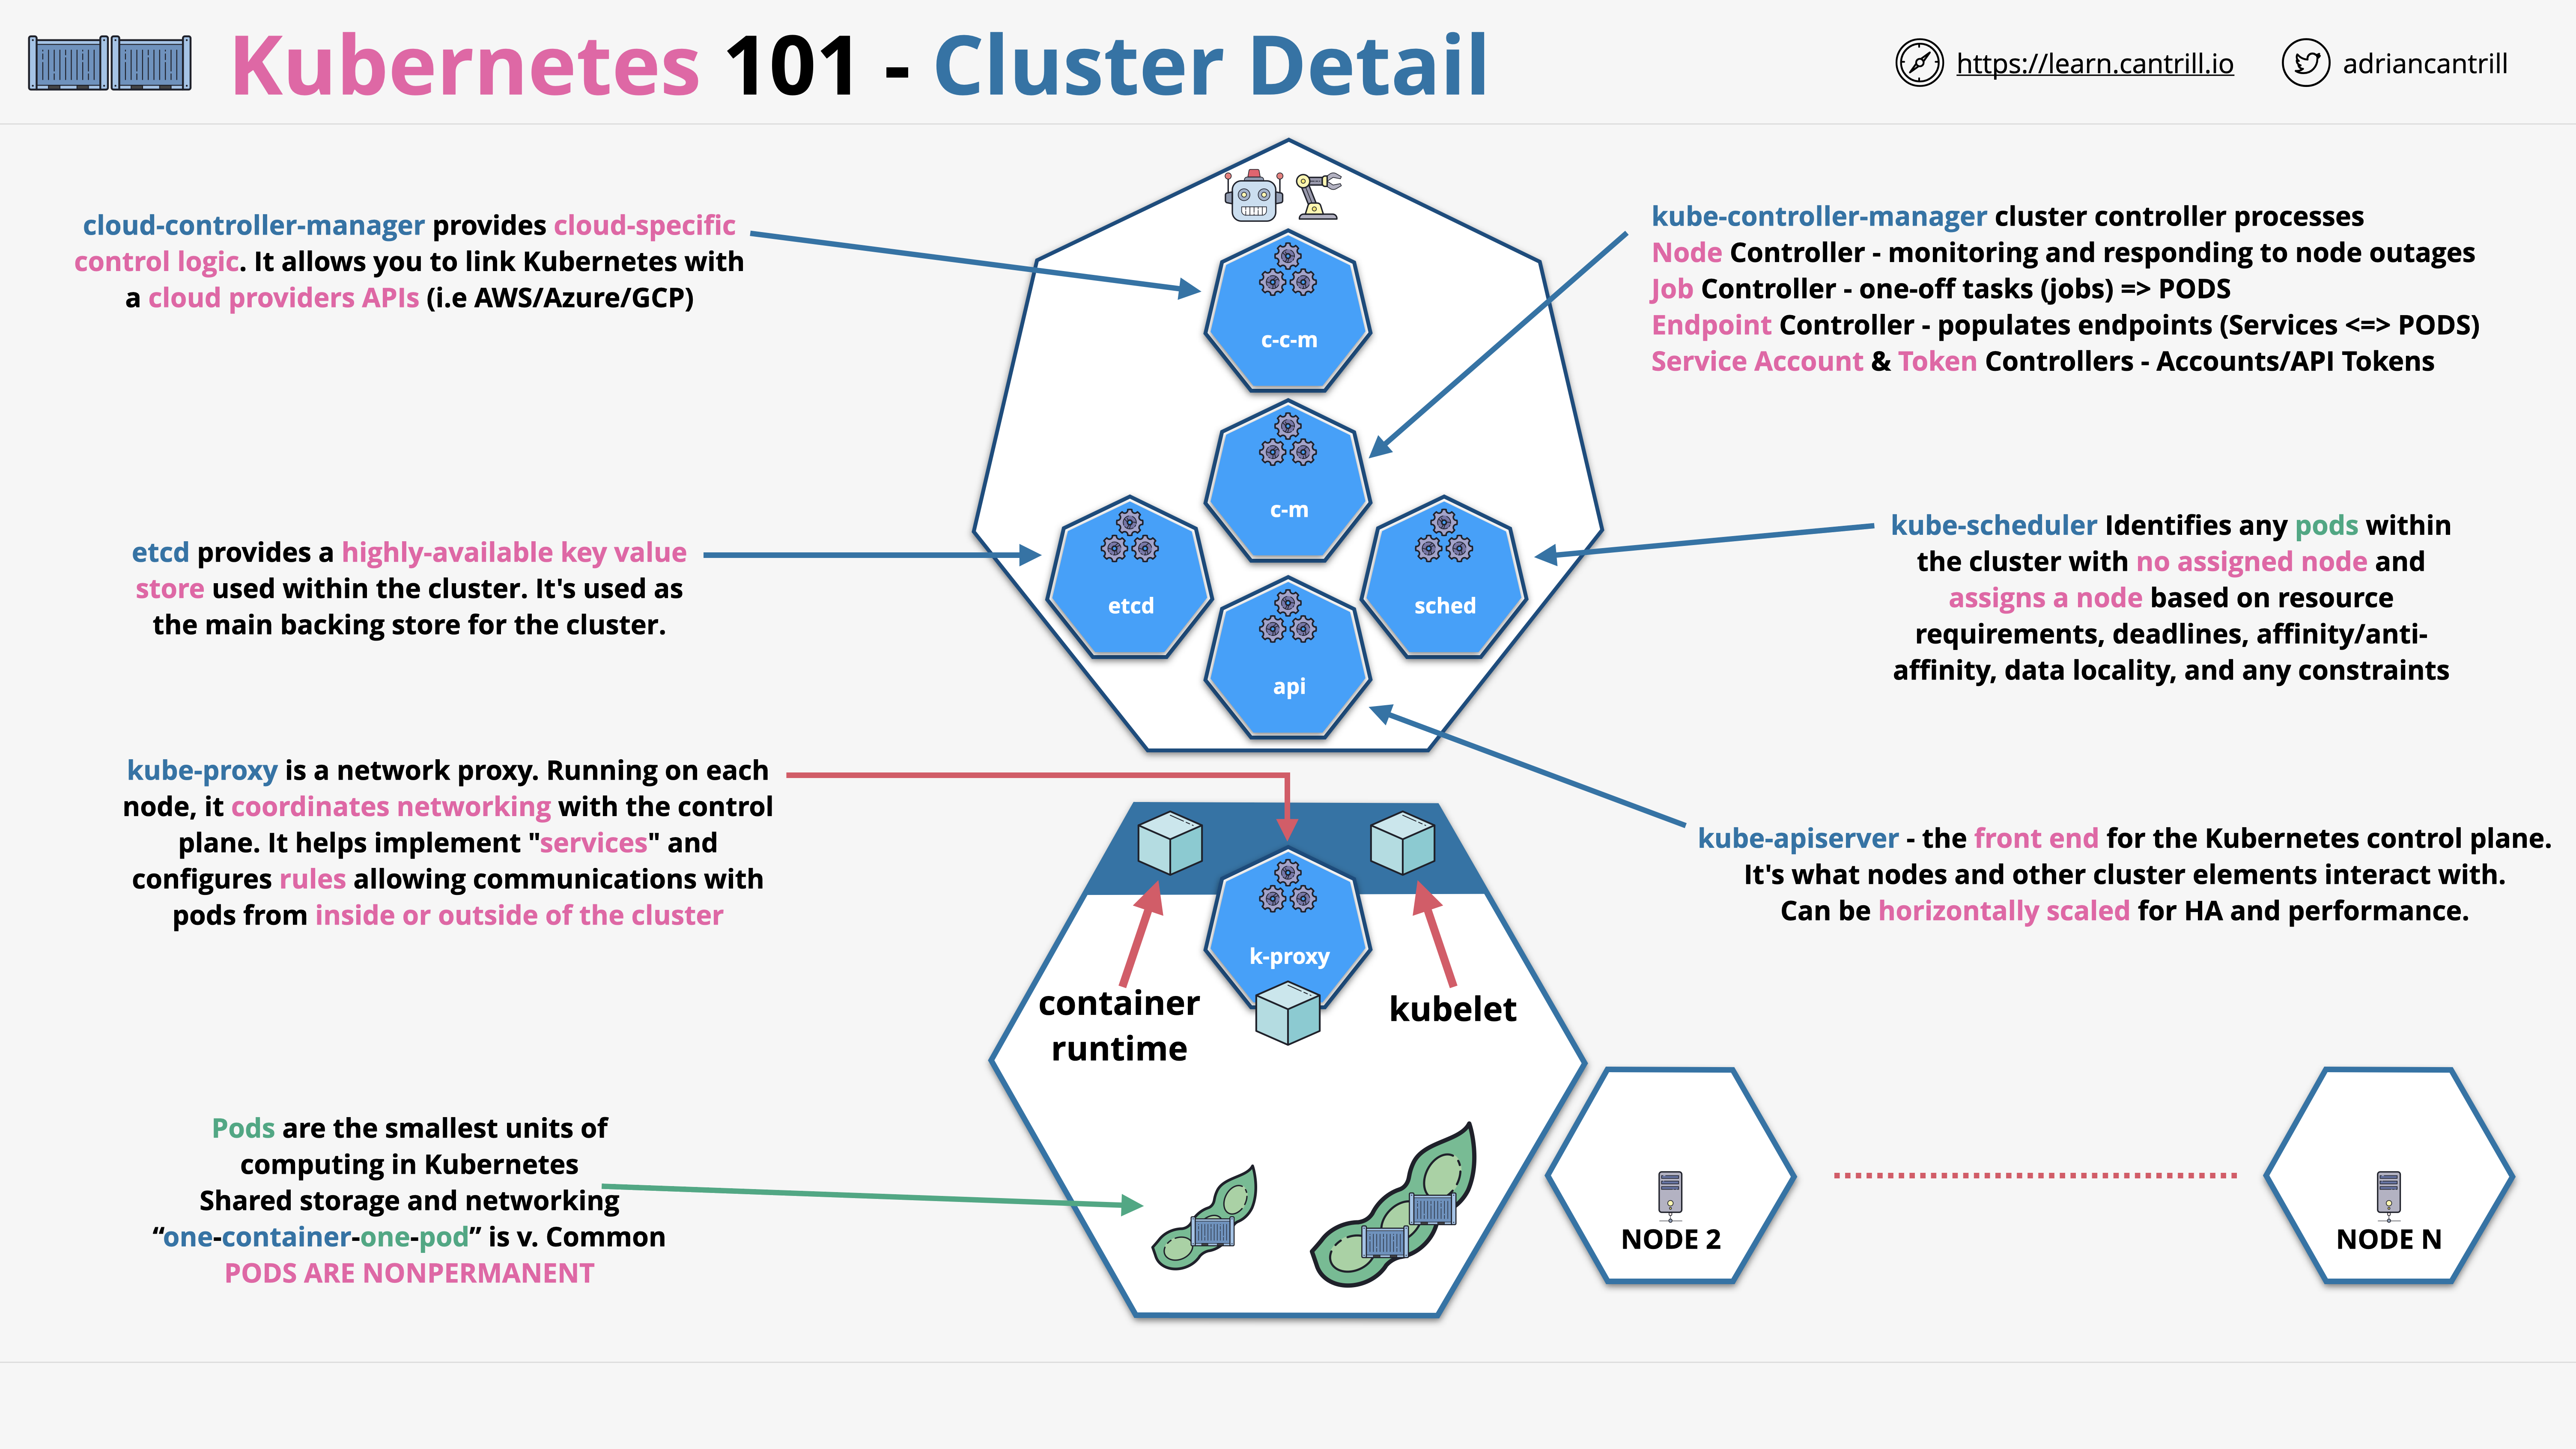 Kubernetes 101 - Cluster Detail
https://learn.cantrill.io
adriancantrill
cloud-controller-manager provides cloud-specific
control logic. It allows you to link Kubernetes with
a cloud providers APIs (i.e AWS/Azure/GCP)
kube-controller-manager cluster controller processes
Node Controller - monitoring and responding to node outages
Job Controller - one-off tasks (jobs) => PODS
Endpoint Controller - populates endpoints (Services <=> PODS)
Service Account & Token Controllers - Accounts/API Tokens
c-c-m
c-m
etcd
sched
api
etcd provides a highly-available key value
store used within the cluster. It's used as
the main backing store for the cluster.
kube-scheduler Identifies any pods within
the cluster with no assigned node and
assigns a node based on resource
requirements, deadlines, affinity/anti-
affinity, data locality, and any constraints
kube-proxy is a network proxy. Running on each
node, it coordinates networking with the control
plane. It helps implement "services" and
configures rules allowing communications with
pods from inside or outside of the cluster
kube-apiserver - the front end for the Kubernetes control plane.
It's what nodes and other cluster elements interact with.
Can be horizontally scaled for HA and performance.
k-proxy
container
runtime
kubelet
Pods are the smallest units of
computing in Kubernetes
Shared storage and networking
“one-container-one-pod” is v. Common
PODS ARE NONPERMANENT
NODE 2
NODE N